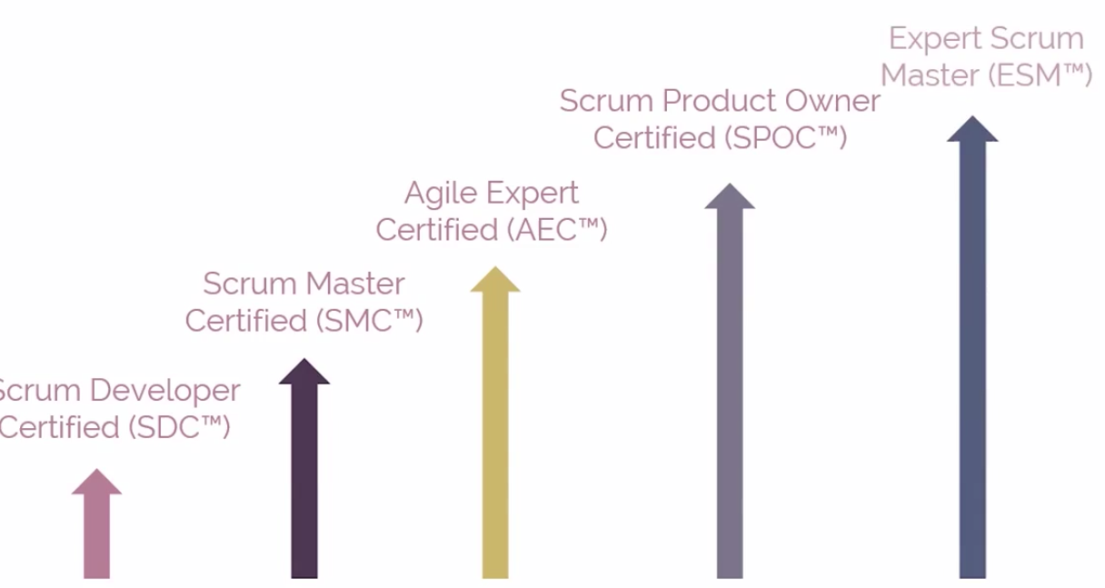 Expert Scrum
Master (ESM™)
Scrum Product Owner
Certified (SPOC™)
Agile Expert
Certified (AEC™)
Scrum Master
Certified (SMC™)
Scrum Developer
Certified (SDC™)